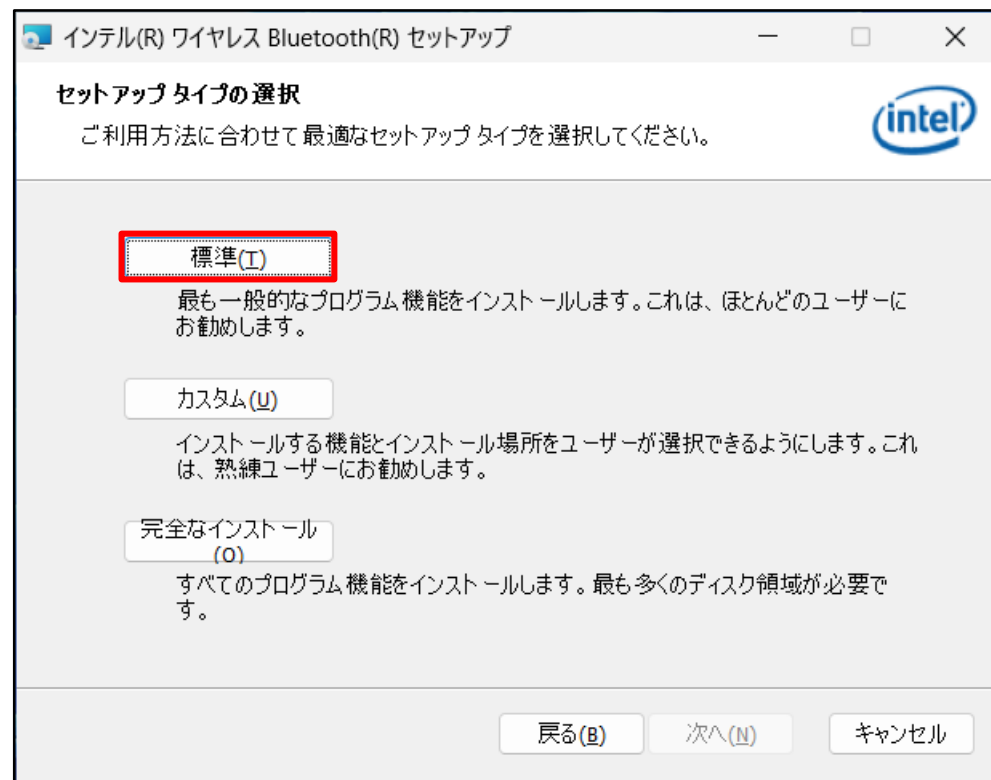 インテル(R) ワイヤレス Bluetooth(R) セットアップ
セットアップ タイプの選択
ご利用方法に合わせて最適なセットアップ タイプを選択してください。
intel
標準(T)
最も一般的なプログラム機能をインストールします。これは、ほとんどのユーザーに
お勧めします。
カスタム(U)
インストールする機能とインストール場所をユーザーが選択できるようにします。これ
は、熟練ユーザーにお勧めします。
完全なインストール
(O)
すべてのプログラム機能をインストールします。最も多くのディスク領域が必要で
す。
戻る(B) 次へ(N) キャンセル